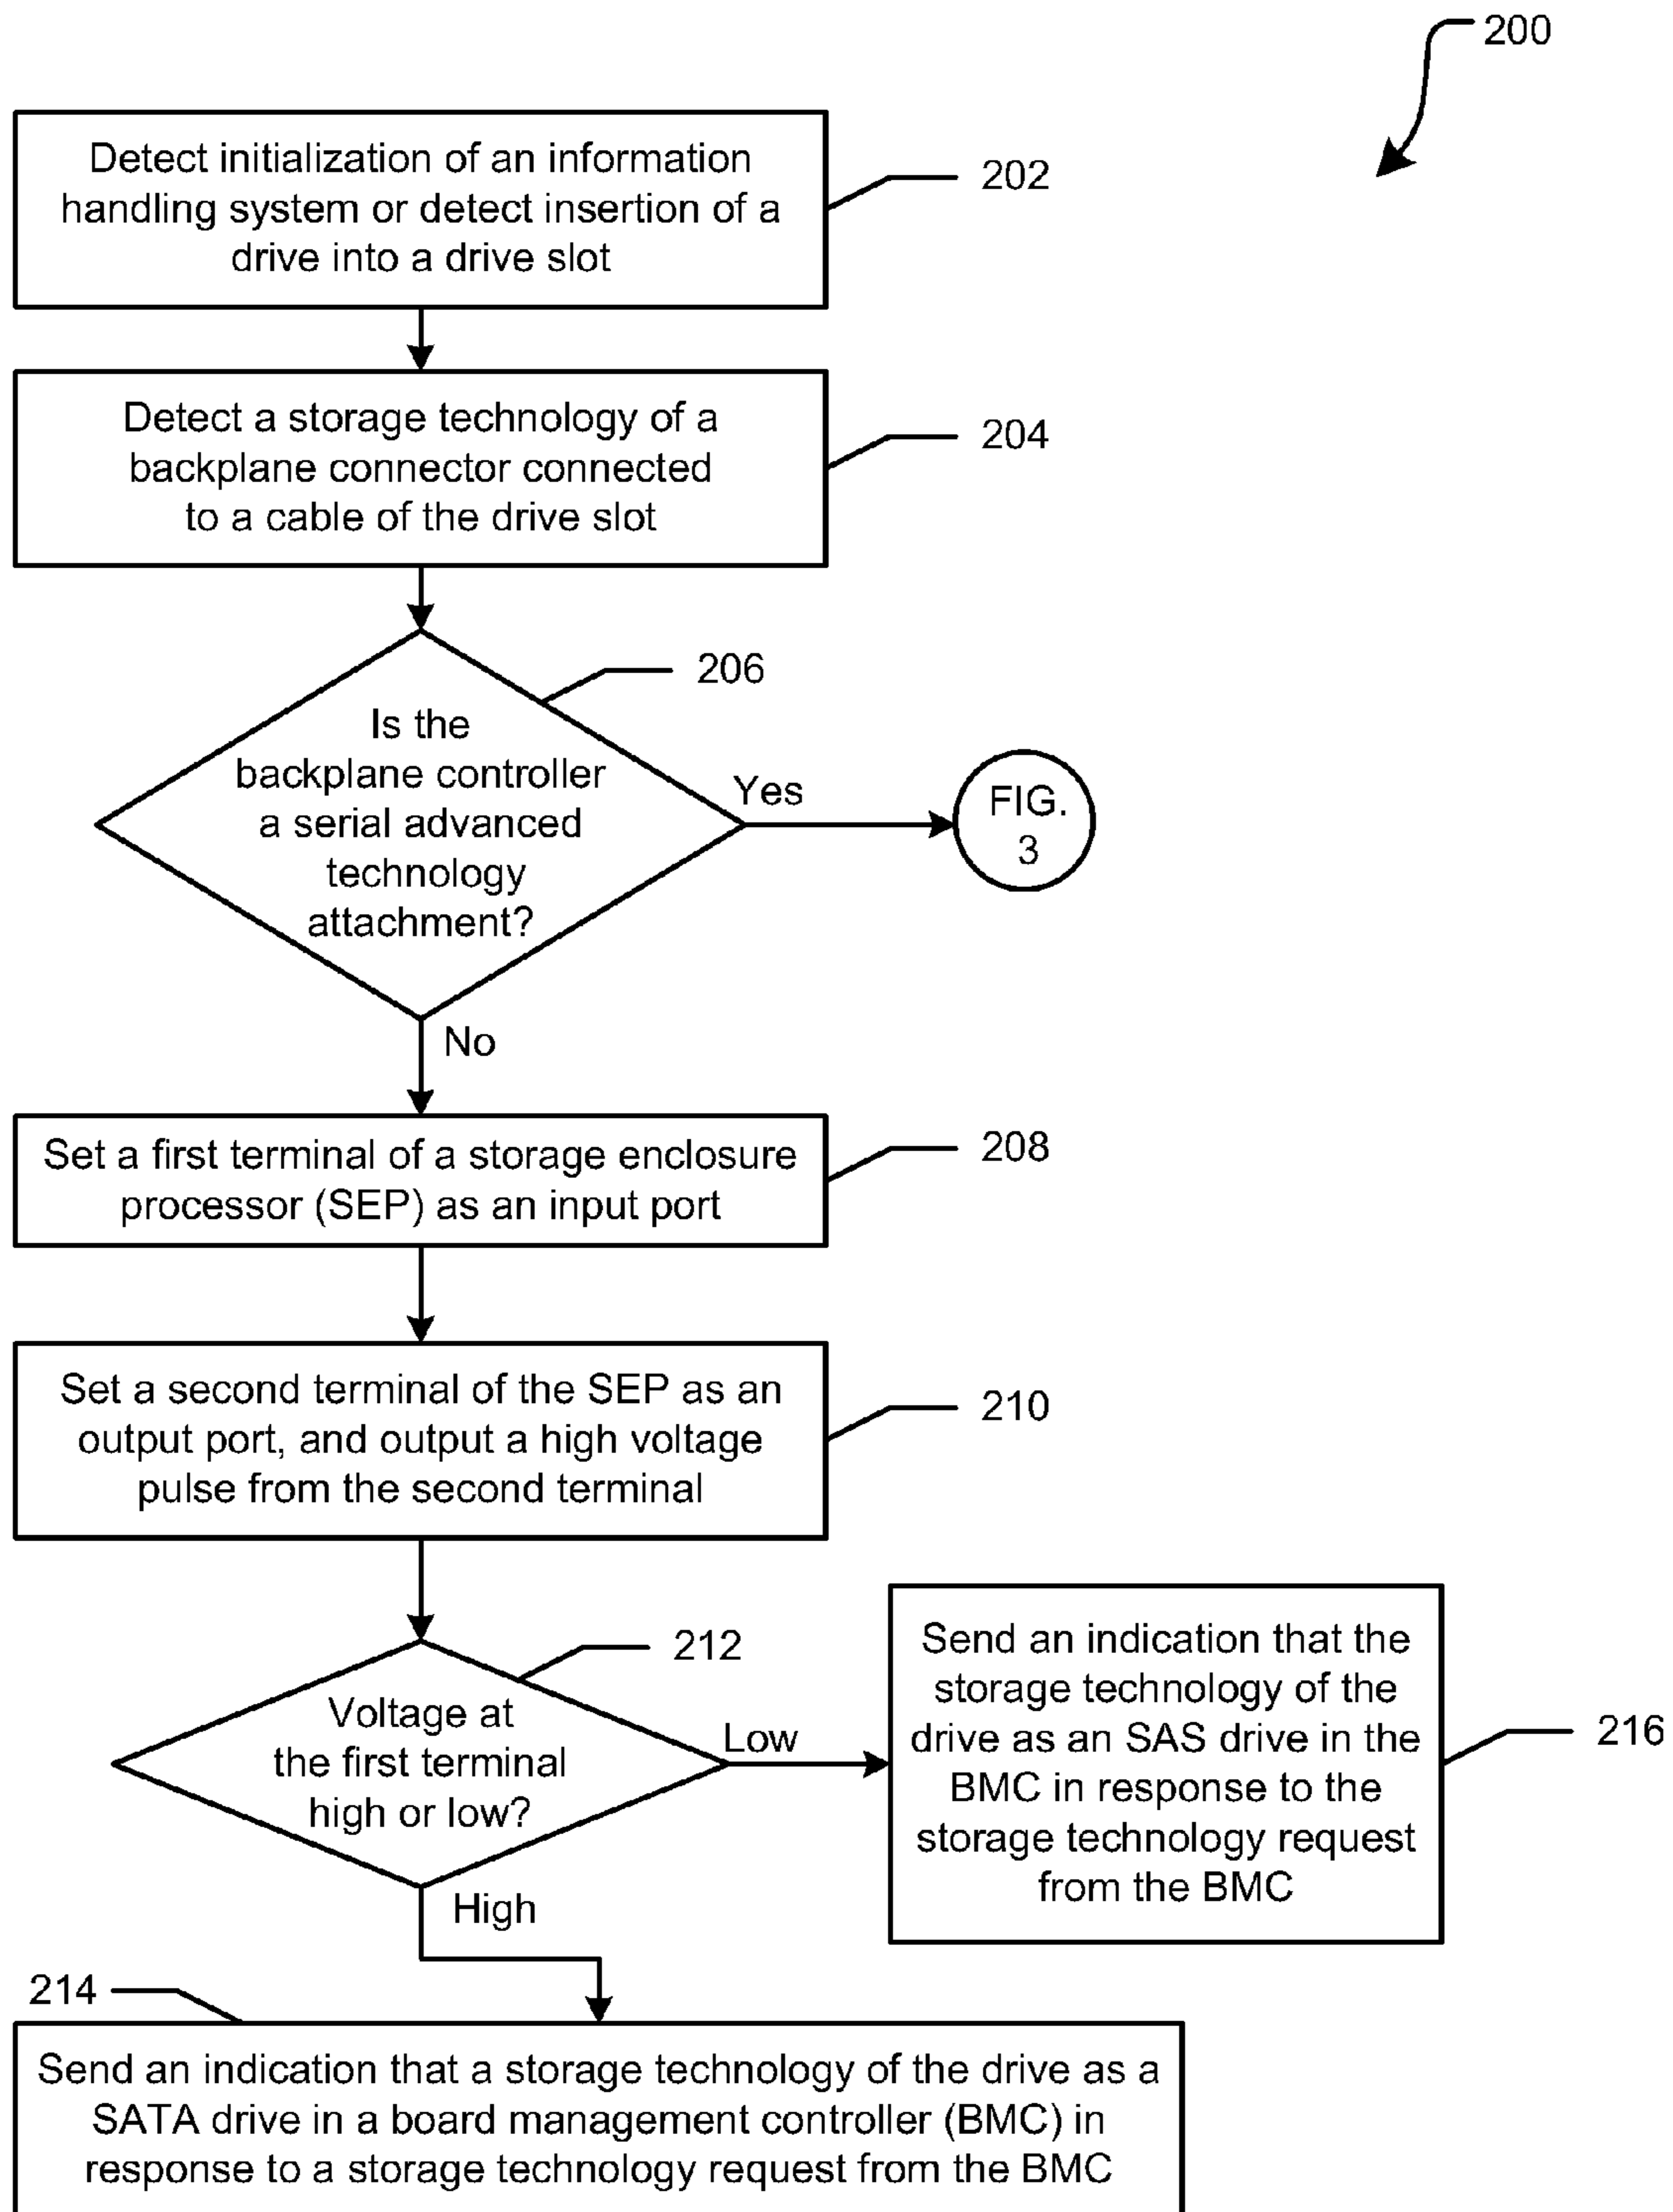 200
Detect initialization of an information
handling system or detect insertion of a
drive into a drive slot
202
Detect a storage technology of a
backplane connector connected
to a cable of the drive slot
204
206
Is the
backplane controller
a serial advanced
technology
attachment?
Yes
FIG.
3
No
Set a first terminal of a storage enclosure
processor (SEP) as an input port
208
Set a second terminal of the SEP as an
output port, and output a high voltage
pulse from the second terminal
210
212
Voltage at
the first terminal
high or low?
Low
Send an indication that the
storage technology of the
drive as an SAS drive in the
BMC in response to the
storage technology request
from the BMC
216
High
214
Send an indication that a storage technology of the drive as a
SATA drive in a board management controller (BMC) in
response to a storage technology request from the BMC